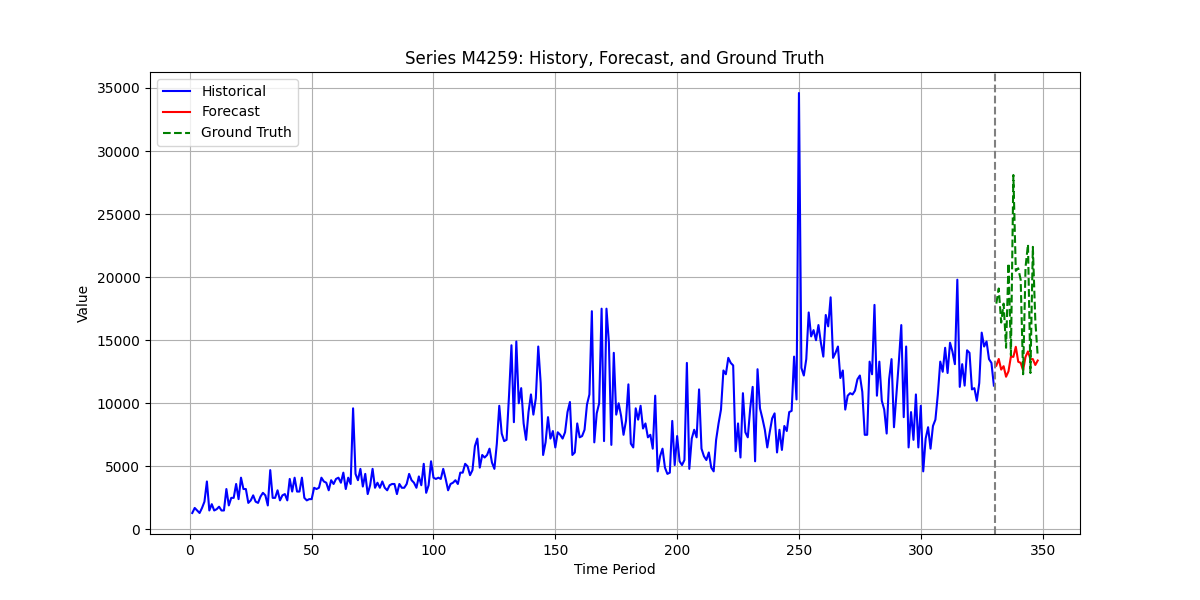 Series M4259: History, Forecast, and Ground Truth
Historical
Forecast
Ground Truth
35000
30000
25000
20000
15000
10000
5000
0
Value
0 50 100 150 200 250 300 350
Time Period